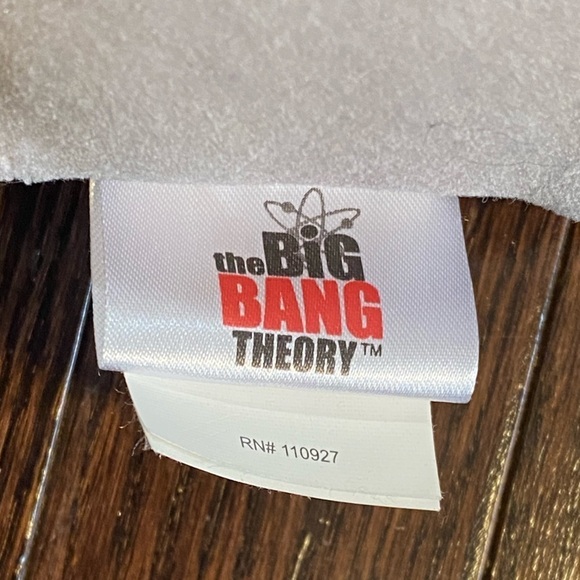 the BIG
BANG
THEORY™
RN# 110927